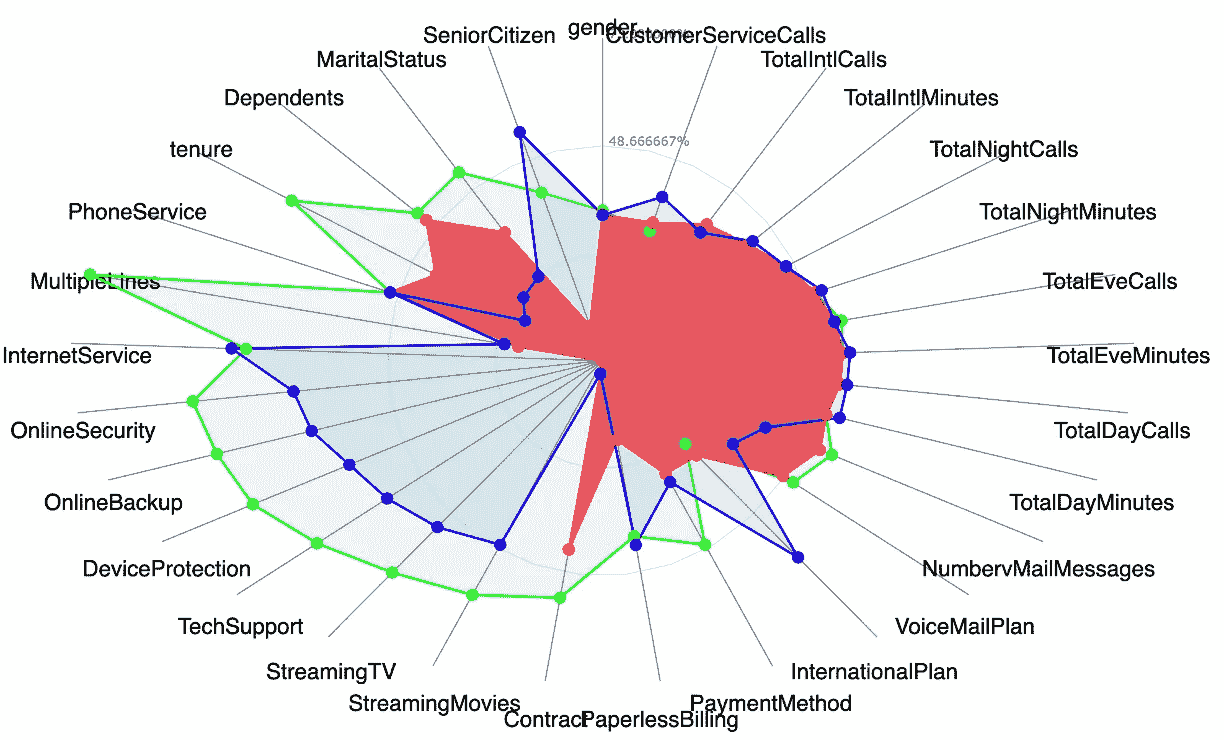 gender
CustomerServiceCalls
SeniorCitizen
TotalIntlCalls
MaritalStatus
TotalIntlMinutes
Dependents
TotalNightCalls
tenure
48.666667%
TotalNightMinutes
PhoneService
TotalEveCalls
MultipleLines
TotalEveMinutes
InternetService
TotalDayCalls
OnlineSecurity
TotalDayMinutes
OnlineBackup
NumbervMailMessages
DeviceProtection
VoiceMailPlan
TechSupport
InternationalPlan
StreamingTV
PaymentMethod
StreamingMovies
Contract
PaperlessBilling